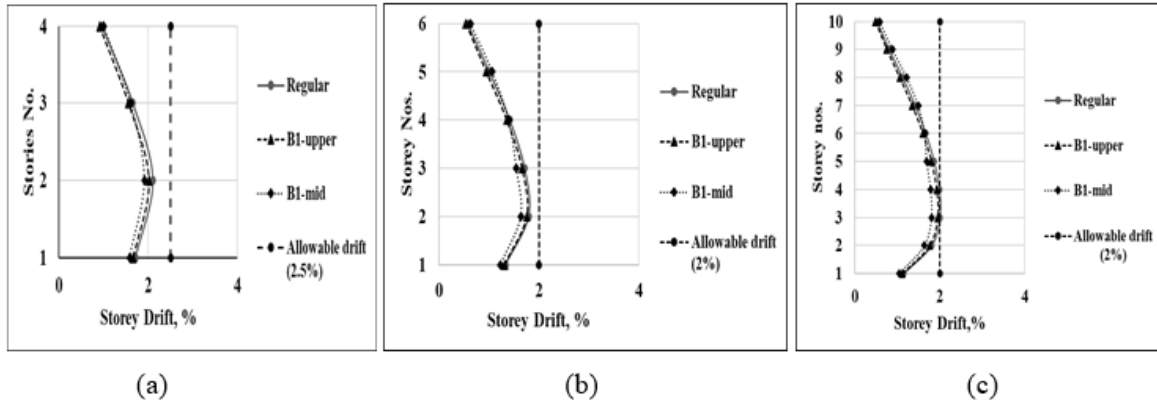 4
3
2
1
Stories No.
0
2
4
Storey Drift, %
Regular
B1-upper
B1-mid
Allowable drift
(2.5%)
(a)
6
5
4
3
2
1
Storey Nos.
0
2
4
Storey Drift, %
Regular
B1-upper
B1-mid
Allowable drift
(2%)
(b)
10
9
8
7
6
5
4
3
2
1
Storey nos.
0
2
4
Storey Drift,%
Regular
B1-upper
B1-mid
Allowable drift
(2%)
(c)